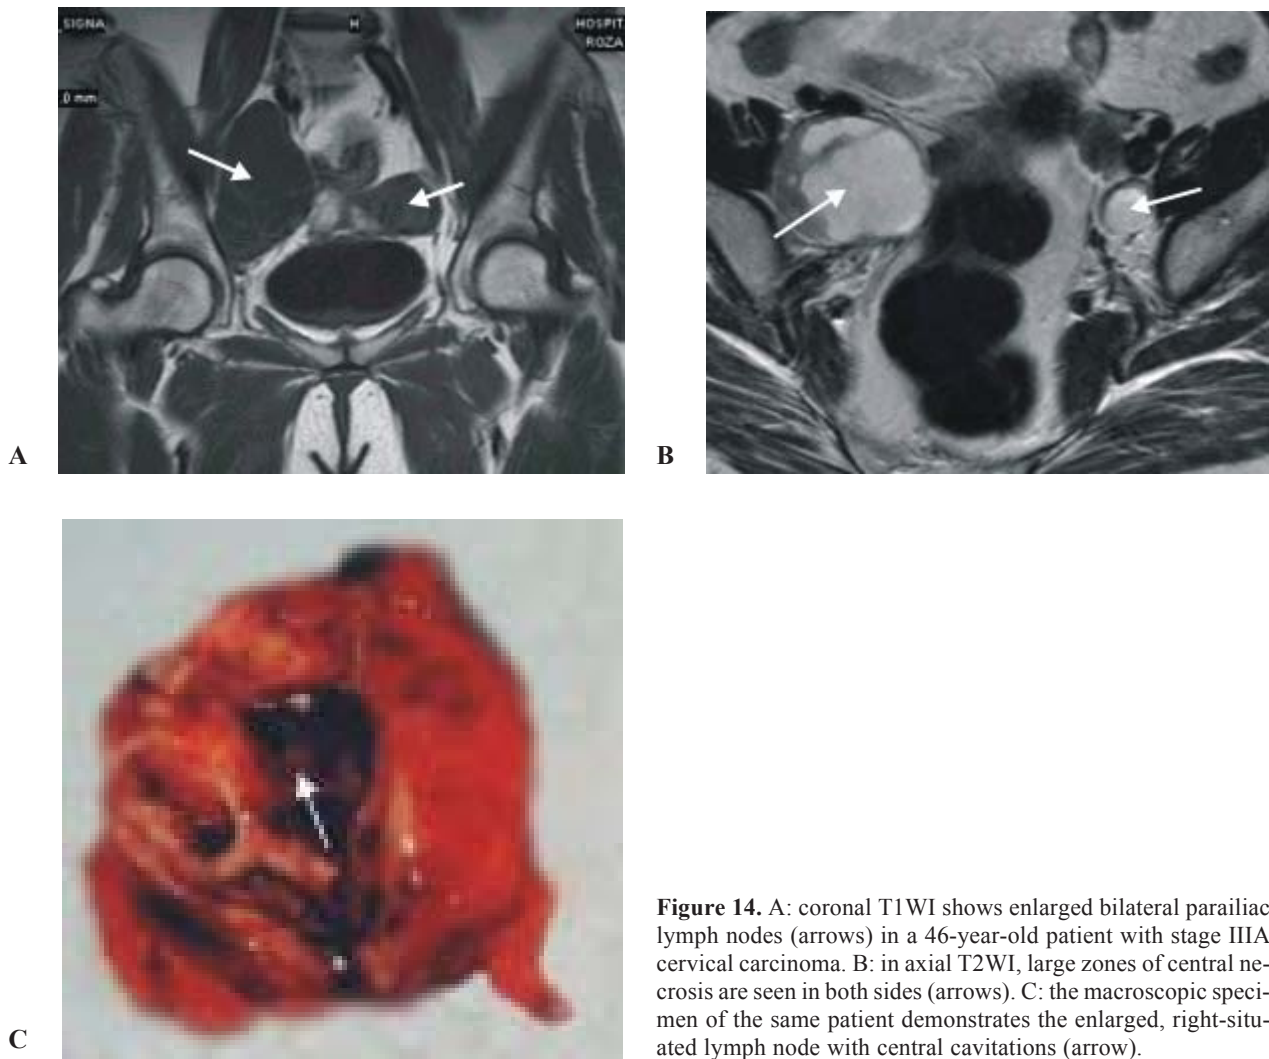 SIGNA
H
HOSPIT
ROZA
.0 mm
A
B
C
Figure 14. A: coronal T1WI shows enlarged bilateral parailiac
lymph nodes (arrows) in a 46-year-old patient with stage IIIA
cervical carcinoma. B: in axial T2WI, large zones of central ne-
crosis are seen in both sides (arrows). C: the macroscopic speci-
men of the same patient demonstrates the enlarged, right-situ-
ated lymph node with central cavitations (arrow).